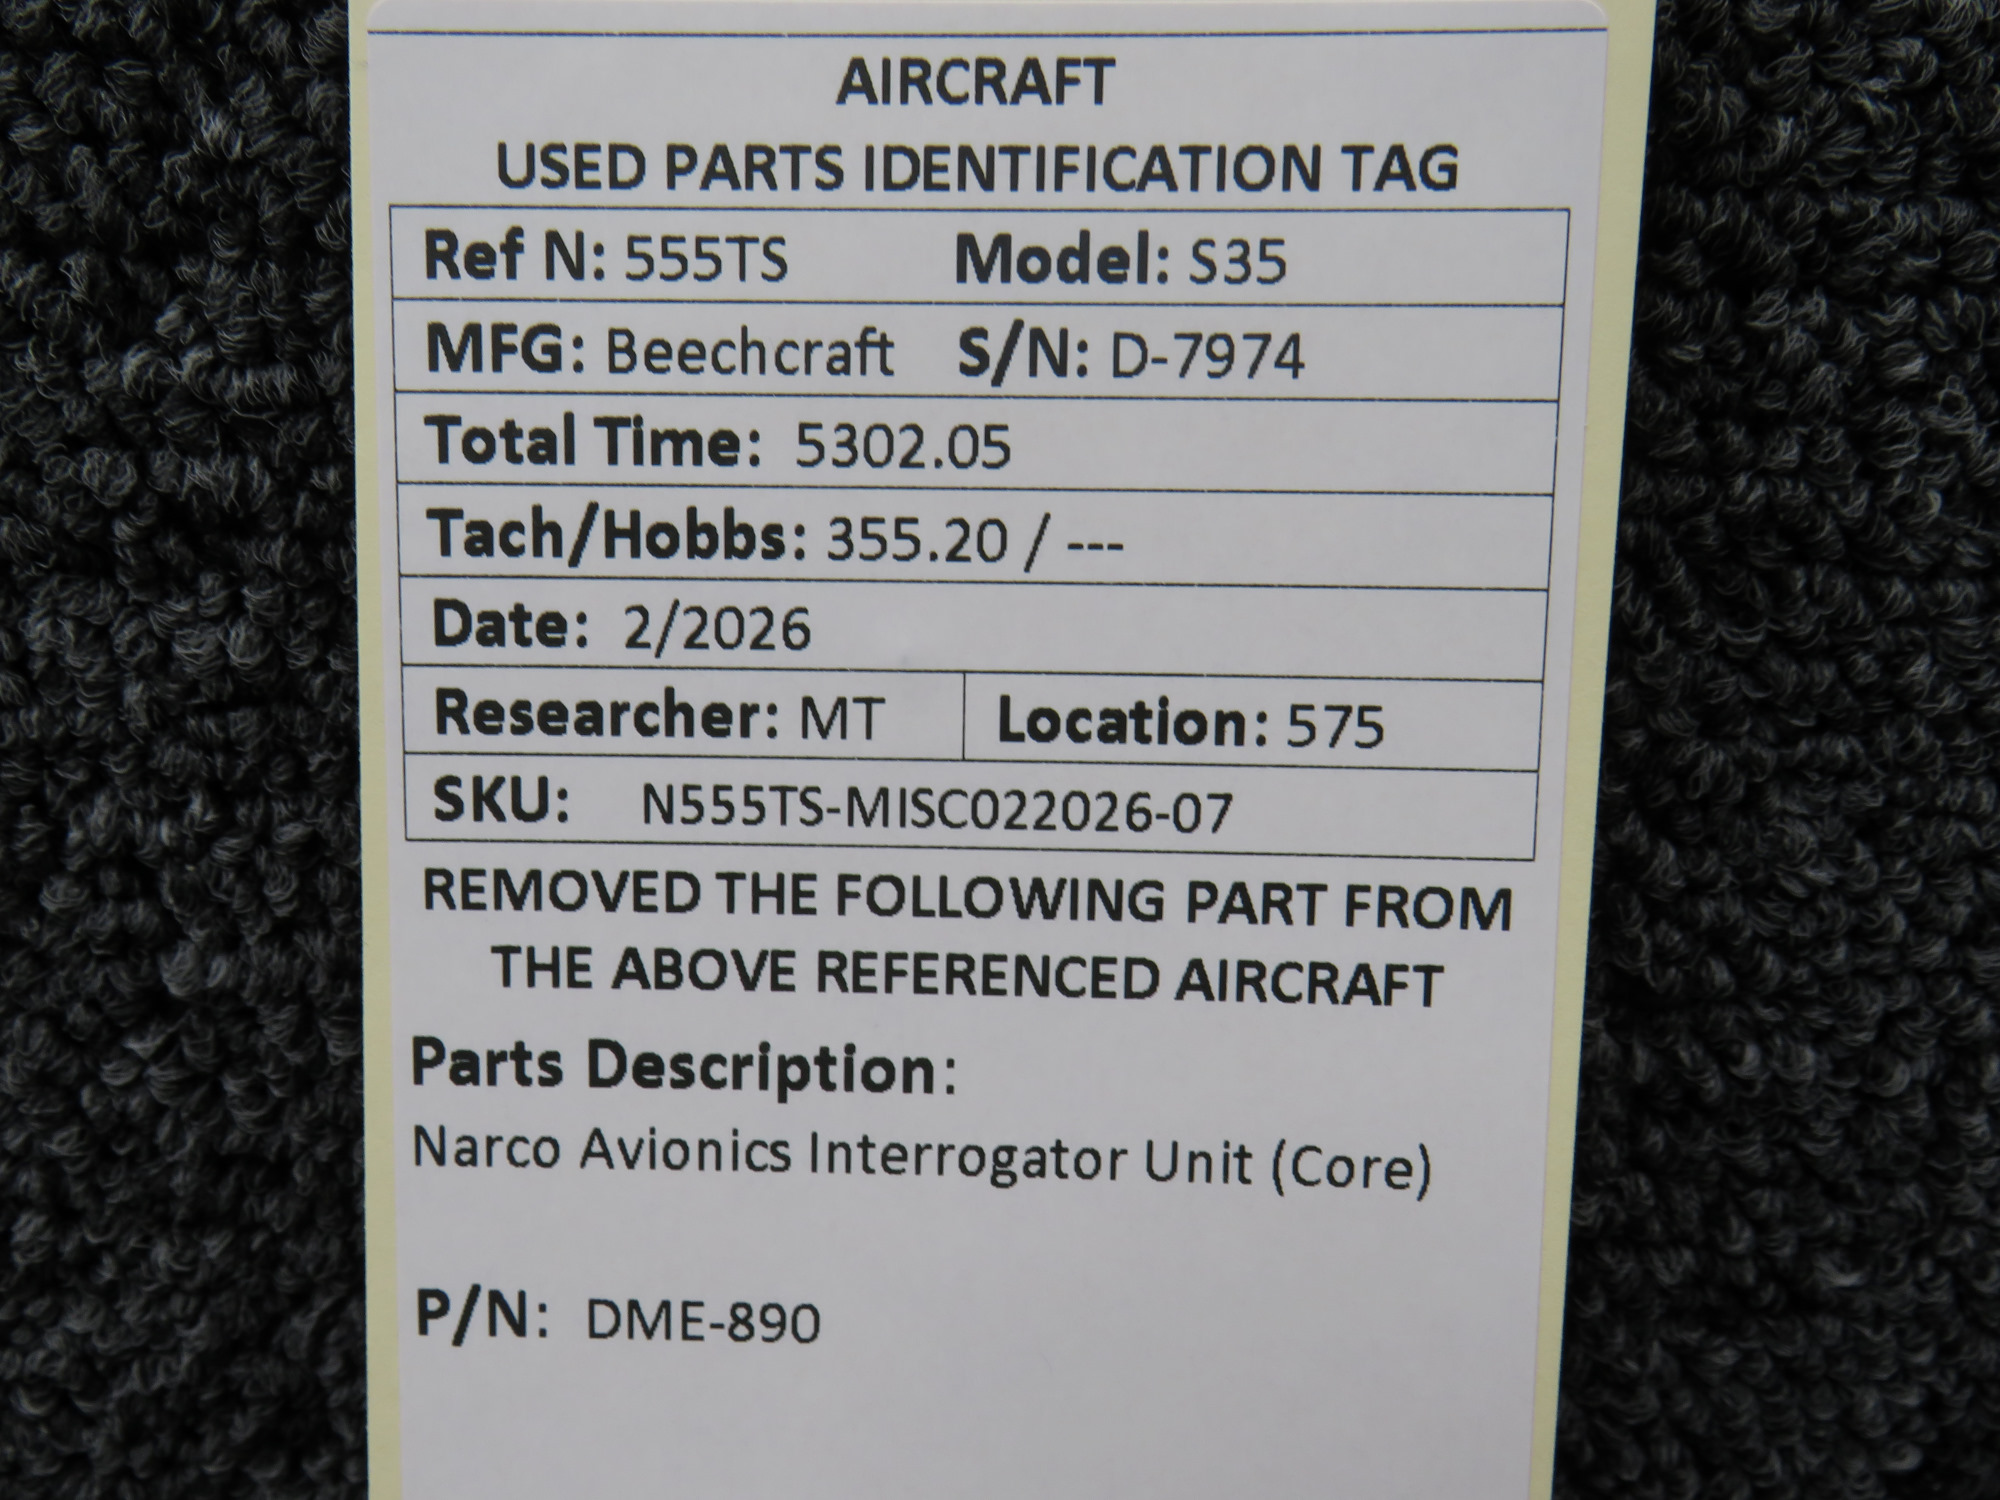 AIRCRAFT
USED PARTS IDENTIFICATION TAG
Ref N: 555TS Model: S35
MFG: Beechcraft S/N: D-7974
Total Time: 5302.05
Tach/Hobbs: 355.20 / ---
Date: 2/2026
Researcher: MT Location: 575
SKU: N555TS-MISC022026-07
REMOVED THE FOLLOWING PART FROM
THE ABOVE REFERENCED AIRCRAFT
Parts Description:
Narco Avionics Interrogator Unit (Core)
P/N: DME-890